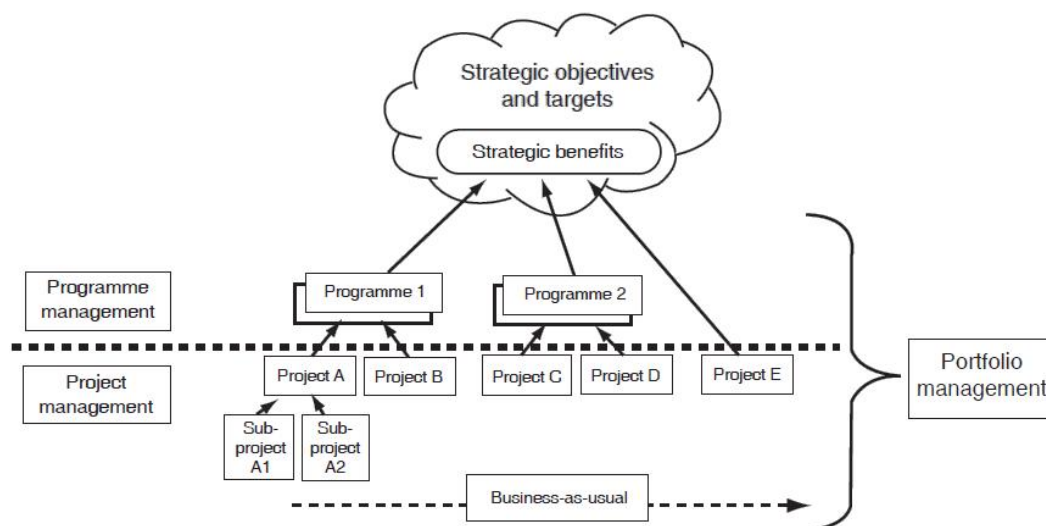 Strategic objectives
and targets
Strategic benefits
Programme
management
Programme 1
Programme 2
Project
management
Project A
Project B
Project C
Project D
Project E
Portfolio
management
Sub-
project
A1
Sub-
project
A2
Business-as-usual